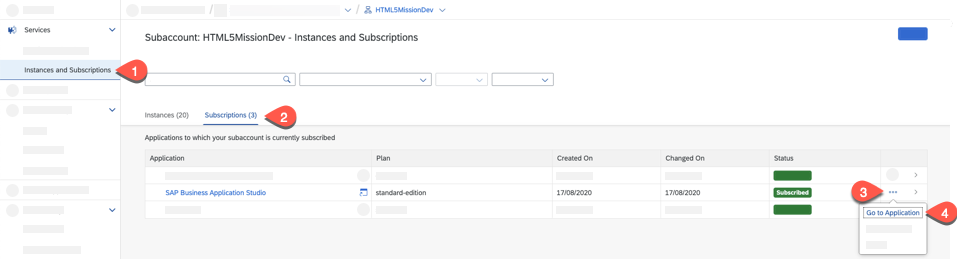 HTML5MissionDev
Services
Subaccount: HTML5MissionDev - Instances and Subscriptions
Instances and Subscriptions
1
Instances (20)
Subscriptions (3)
2
Applications to which your subaccount is currently subscribed
Application
Plan
Created On
Changed On
Status
SAP Business Application Studio
standard-edition
17/08/2020
17/08/2020
Subscribed
3
Go to Application
4